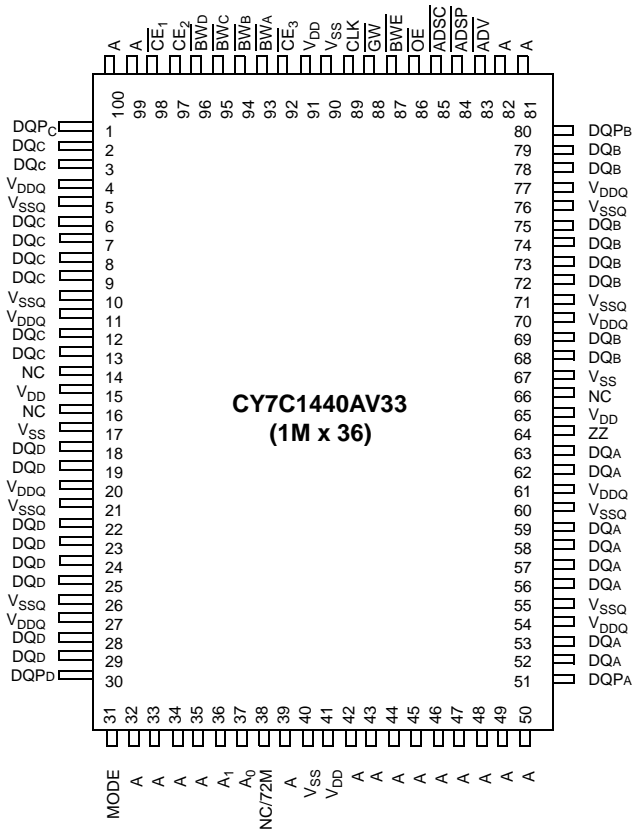 A A CE1 CE2 BWD BWC BWB BWA CE3 VDD VSS CLK GW BWE OE ADSC ADSP ADV A A
100 99 98 97 96 95 94 93 92 91 90 89 88 87 86 85 84 83 82 81
DQPC 1 80 DQPB
DQC 2 79 DQB
DQC 3 78 DQB
VDDQ 4 77 VDDQ
VSSQ 5 76 VSSQ
DQC 6 75 DQB
DQC 7 74 DQB
DQC 8 73 DQB
DQC 9 72 DQB
VSSQ 10 71 VSSQ
VDDQ 11 70 VDDQ
DQC 12 69 DQB
DQC 13 68 DQB
NC 14 67 VSS
VDD 15 66 NC
NC 16 65 VDD
VSS 17 64 ZZ
DQD 18 63 DQA
DQD 19 62 DQA
VDDQ 20 61 VDDQ
VSSQ 21 60 VSSQ
DQD 22 59 DQA
DQD 23 58 DQA
DQD 24 57 DQA
DQD 25 56 DQA
VSSQ 26 55 VSSQ
VDDQ 27 54 VDDQ
DQD 28 53 DQA
DQD 29 52 DQA
DQPD 30 51 DQPA
CY7C1440AV33
(1M x 36)
31 32 33 34 35 36 37 38 39 40 41 42 43 44 45 46 47 48 49 50
MODE A A A A A1 A0 NC/72M A VSS VDD A A A A A A A A A